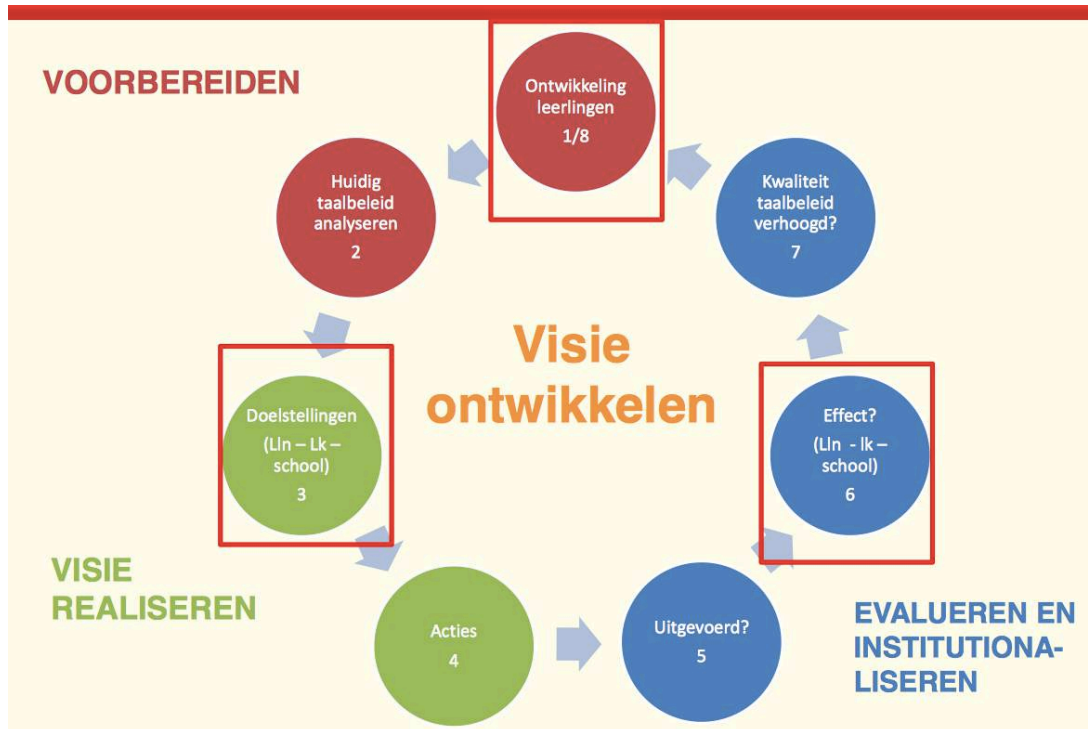 VOORBEREIDEN
Ontwikkeling
leerlingen
1/8
Huidig
taalbeleid
analyseren
2
Doelstellingen
(Lln – Lk –
school)
3
VISIE
REALISEREN
Acties
4
Uitgevoerd?
5
EVALUEREN EN
INSTITUTIONA-
LISEREN
Effect?
(Lln - lk –
school)
6
Kwaliteit
taalbeleid
verhoogd?
7
Visie
ontwikkelen